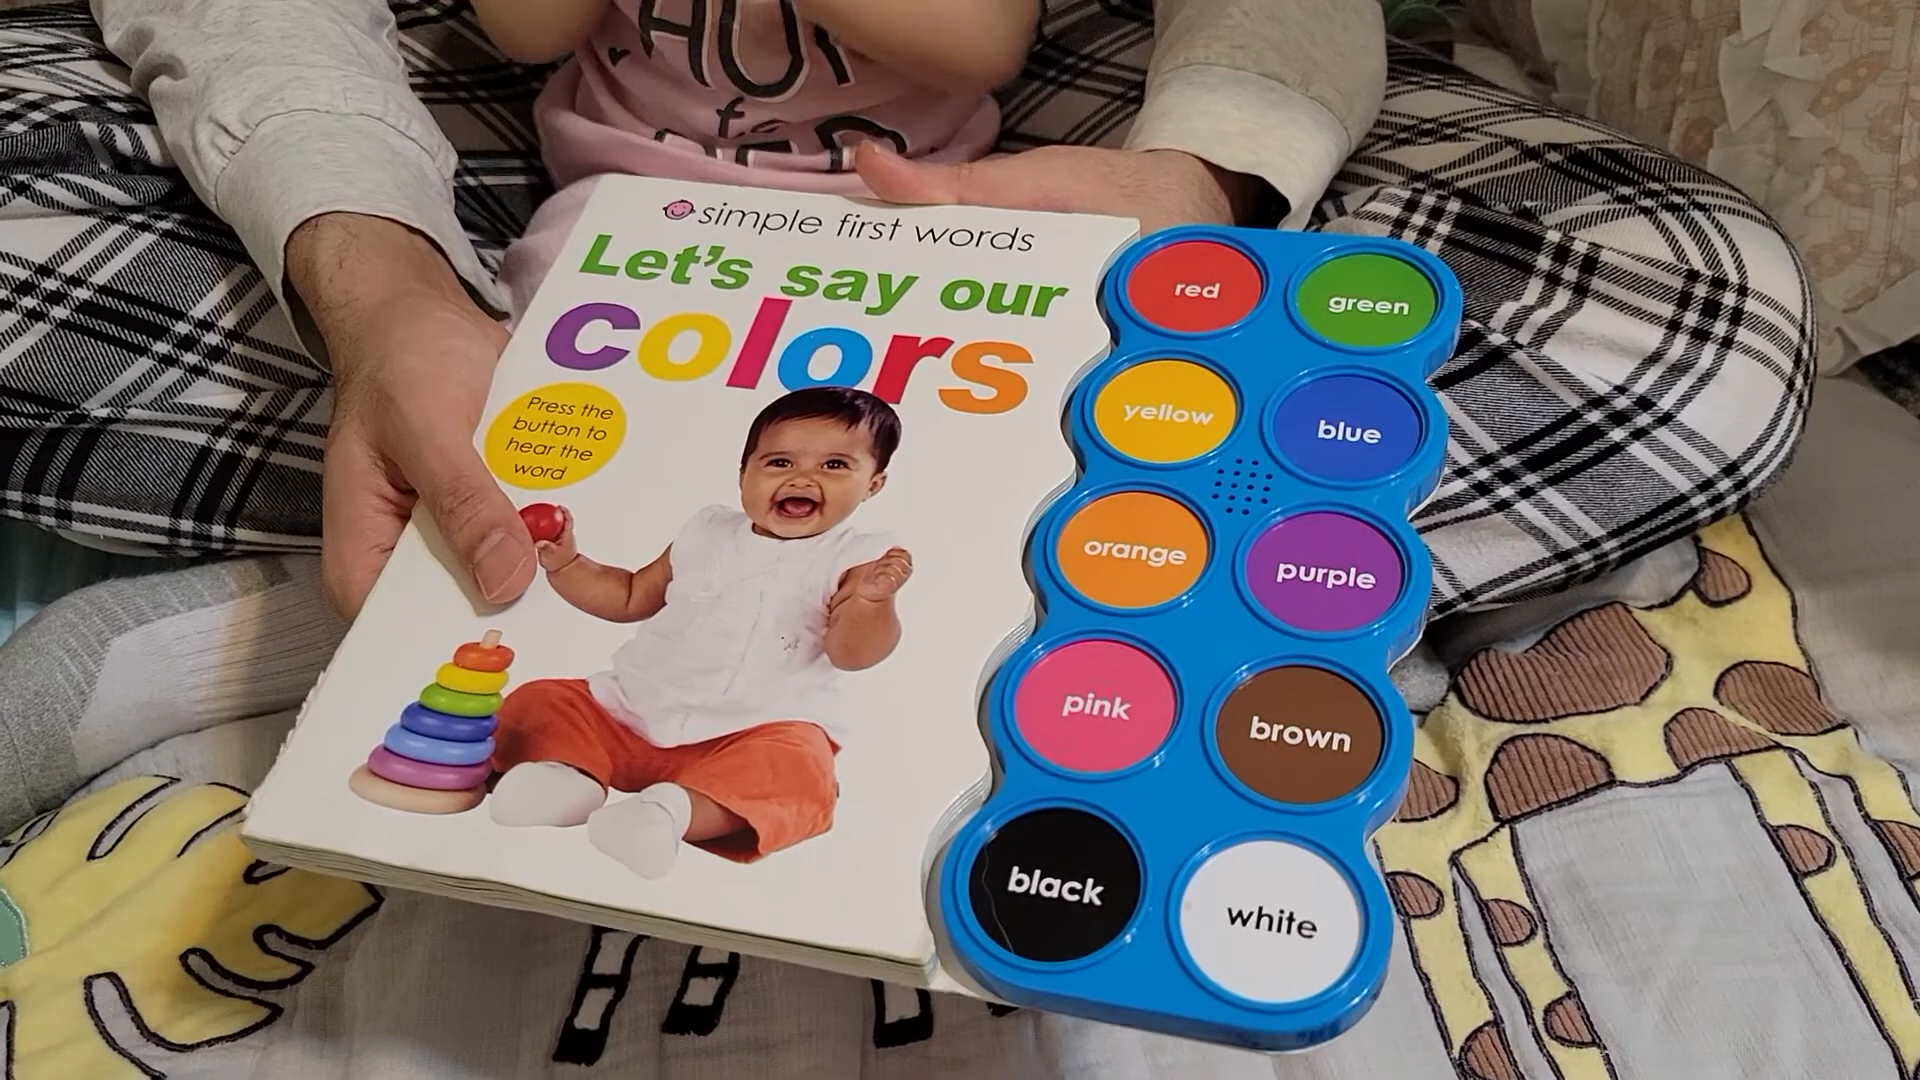 simple first words
Let's say our
colors
Press the
button to
hear the
word
red
green
yellow
blue
orange
purple
pink
brown
black
white